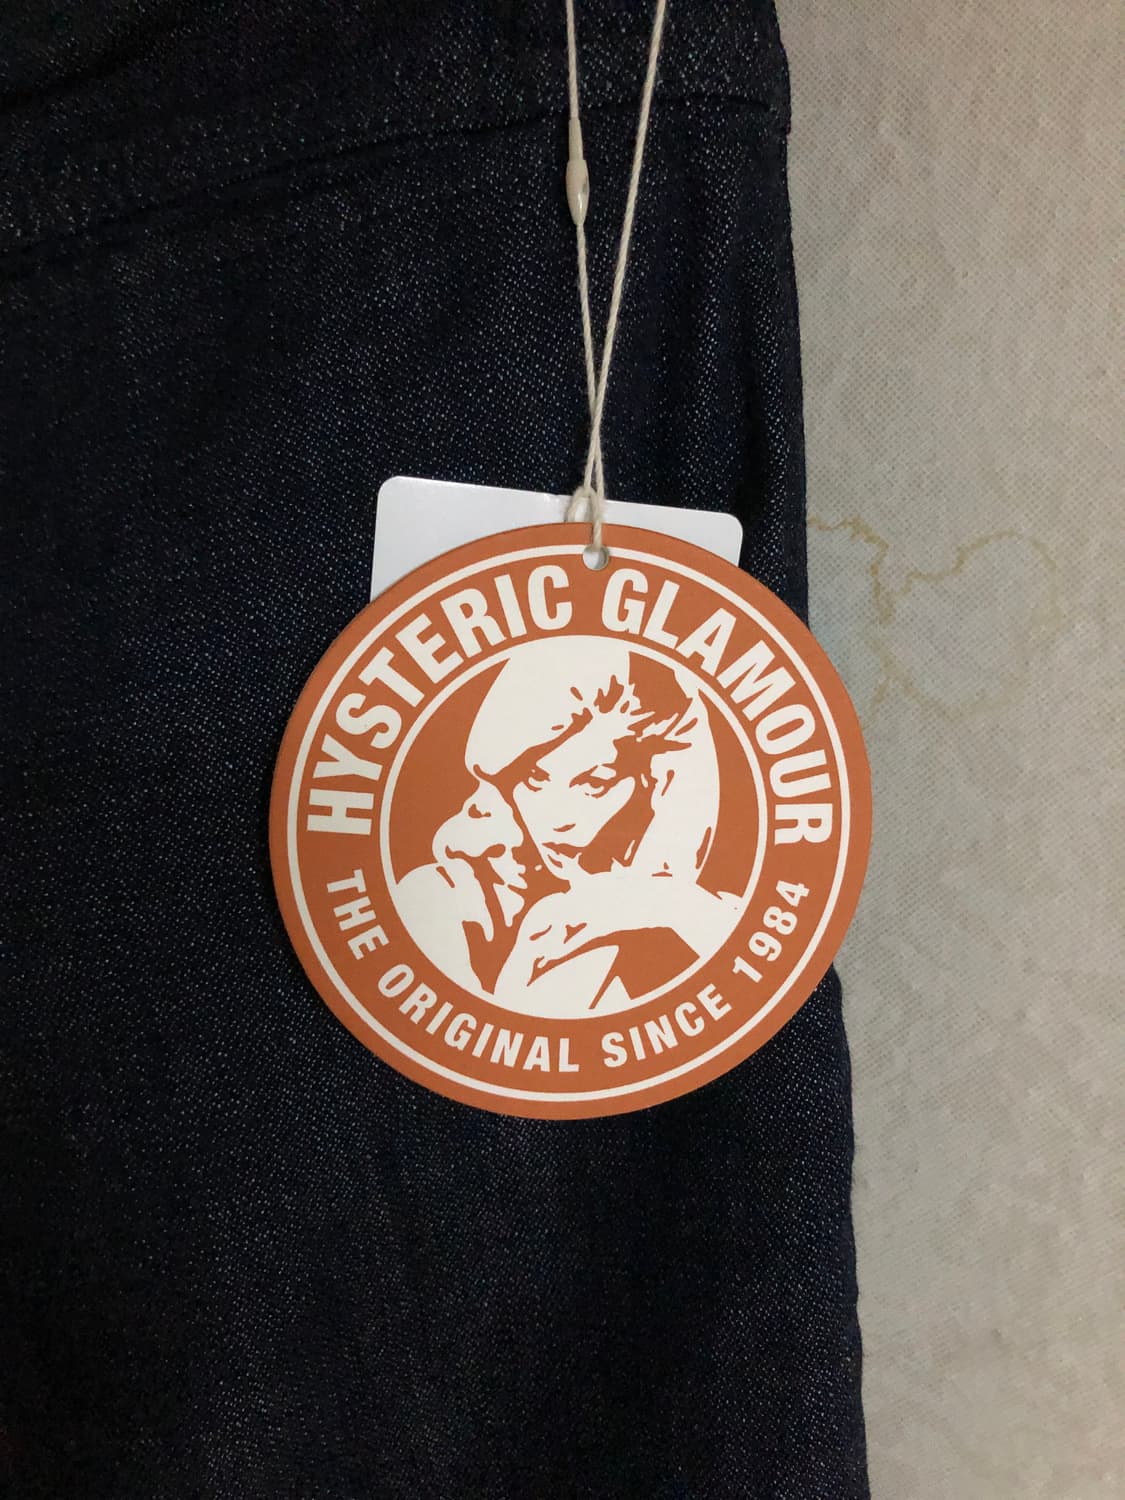 HYSTERIC GLAMOUR
THE ORIGINAL SINCE 1984